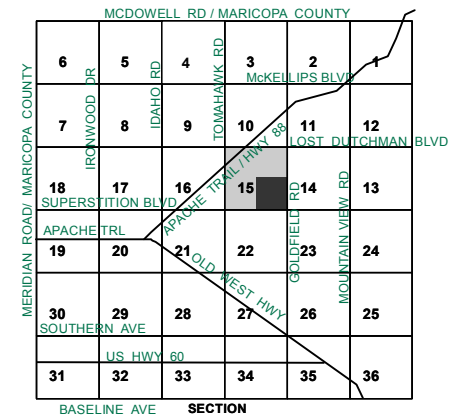 MCDOWELL RD / MARICOPA COUNTY
MERIDIAN ROAD/ MARICOPA COUNTY
IRONWOOD DR
IDAHO RD
TOMAHAWK RD
6 5 4 3 2 1
McKELLIPS BLVD
7 8 9 10 11 12
APACHE TRAIL / HWY 88
LOST DUTCHMAN BLVD
18 17 16 15 14 13
GOLDFIELD RD
MOUNTAIN VIEW RD
SUPERSTITION BLVD
APACHE TRL
19 20 21 22 23 24
OLD WEST HWY
30 29 28 27 26 25
SOUTHERN AVE
US HWY 60
31 32 33 34 35 36
BASELINE AVE
SECTION